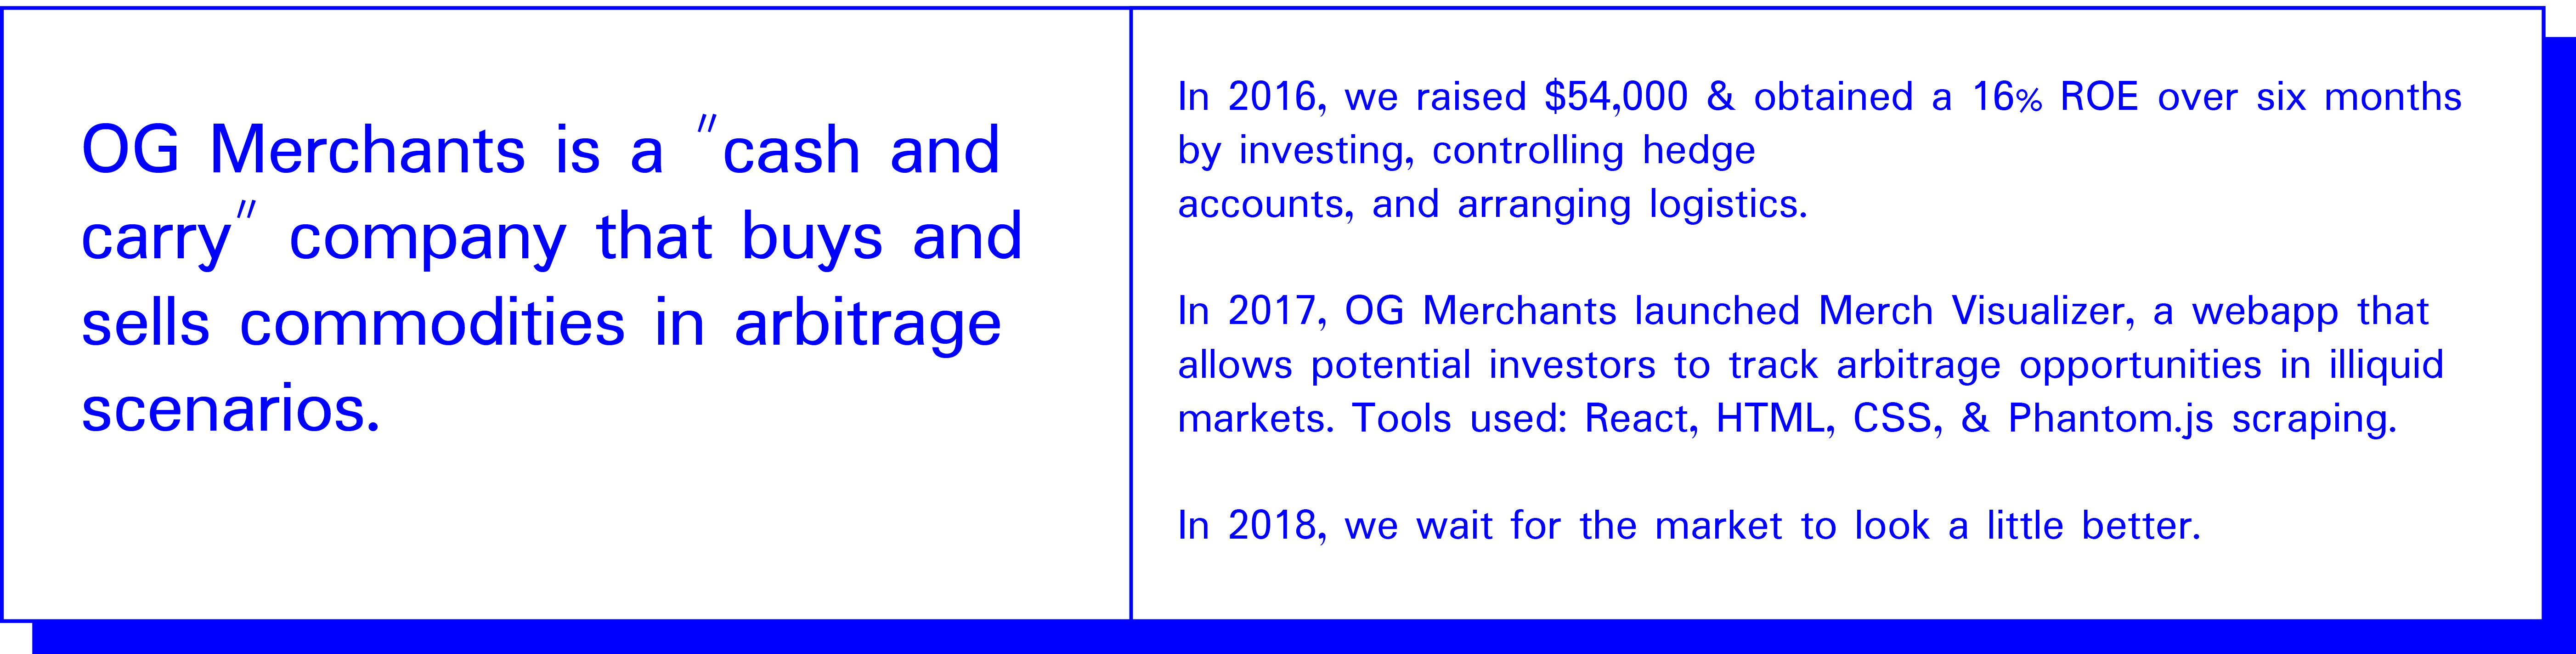 OG Merchants is a "cash and
carry" company that buys and
sells commodities in arbitrage
scenarios.
In 2016, we raised $54,000 & obtained a 16% ROE over six months
by investing, controlling hedge
accounts, and arranging logistics.
In 2017, OG Merchants launched Merch Visualizer, a webapp that
allows potential investors to track arbitrage opportunities in illiquid
markets. Tools used: React, HTML, CSS, & Phantom.js scraping.
In 2018, we wait for the market to look a little better.